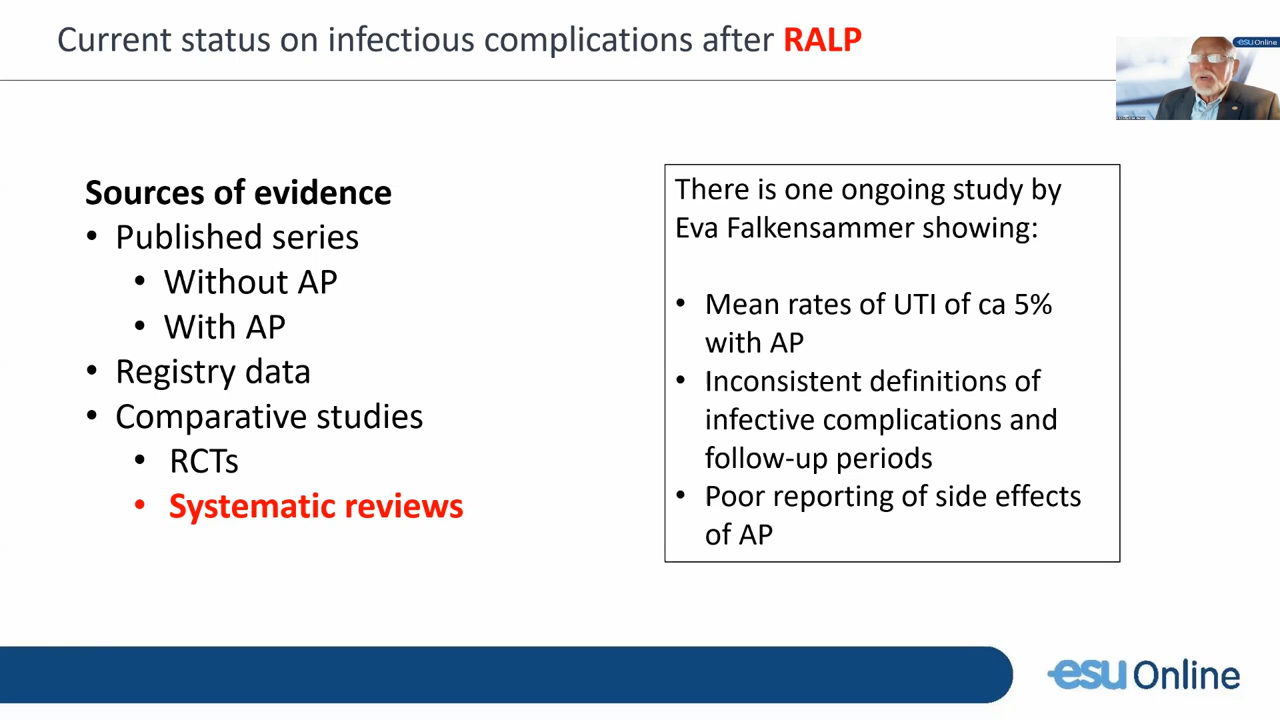 Current status on infectious complications after RALP
esu Online
Sources of evidence
• Published series
• Without AP
• With AP
• Registry data
• Comparative studies
• RCTs
• Systematic reviews
There is one ongoing study by
Eva Falkensammer showing:
• Mean rates of UTI of ca 5%
with AP
• Inconsistent definitions of
infective complications and
follow-up periods
• Poor reporting of side effects
of AP
esu Online